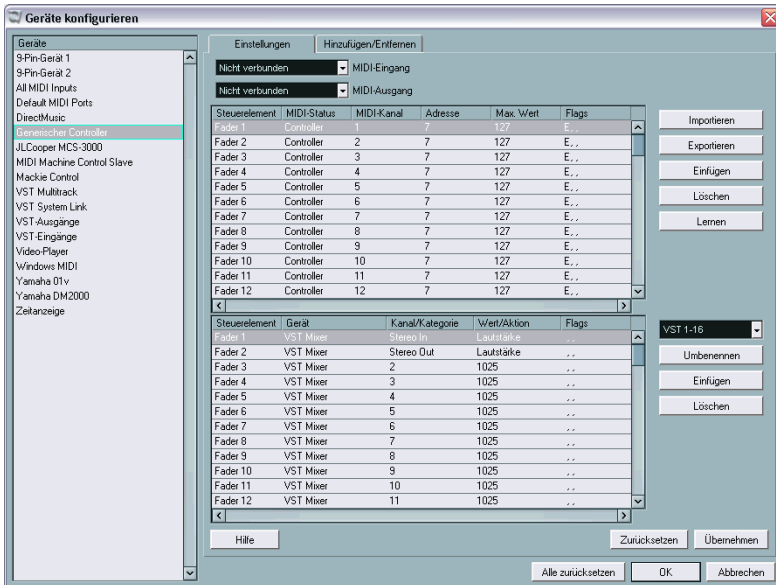 Geräte konfigurieren
Geräte
9-Pin-Gerät 1
9-Pin-Gerät 2
All MIDI Inputs
Default MIDI Ports
DirectMusic
Generischer Controller
JLCooper MCS-3000
MIDI Machine Control Slave
Mackie Control
VST Multitrack
VST System Link
VST-Ausgänge
VST-Eingänge
Video-Player
Windows MIDI
Yamaha 01v
Yamaha DM2000
Zeitanzeige
Einstellungen Hinzufügen/Entfernen
Nicht verbunden MIDI-Eingang
Nicht verbunden MIDI-Ausgang
Steuerelement MIDI-Status MIDI-Kanal Adresse Max. Wert Flags
Fader 1 Controller 1 7 127 E, ,
Fader 2 Controller 2 7 127 E, ,
Fader 3 Controller 3 7 127 E, ,
Fader 4 Controller 4 7 127 E, ,
Fader 5 Controller 5 7 127 E, ,
Fader 6 Controller 6 7 127 E, ,
Fader 7 Controller 7 7 127 E, ,
Fader 8 Controller 8 7 127 E, ,
Fader 9 Controller 9 7 127 E, ,
Fader 10 Controller 10 7 127 E, ,
Fader 11 Controller 11 7 127 E, ,
Fader 12 Controller 12 7 127 E, ,
Importieren
Exportieren
Einfügen
Löschen
Lernen
Steuerelement Gerät Kanal/Kategorie Wert/Aktion Flags
Fader 1 VST Mixer Stereo In Lautstärke , ,
Fader 2 VST Mixer Stereo Out Lautstärke , ,
Fader 3 VST Mixer 2 1025 , ,
Fader 4 VST Mixer 3 1025 , ,
Fader 5 VST Mixer 4 1025 , ,
Fader 6 VST Mixer 5 1025 , ,
Fader 7 VST Mixer 6 1025 , ,
Fader 8 VST Mixer 7 1025 , ,
Fader 9 VST Mixer 8 1025 , ,
Fader 10 VST Mixer 9 1025 , ,
Fader 11 VST Mixer 10 1025 , ,
Fader 12 VST Mixer 11 1025 , ,
VST 1-16
Umbenennen
Einfügen
Löschen
Hilfe Zurücksetzen Übernehmen
Alle zurücksetzen OK Abbrechen